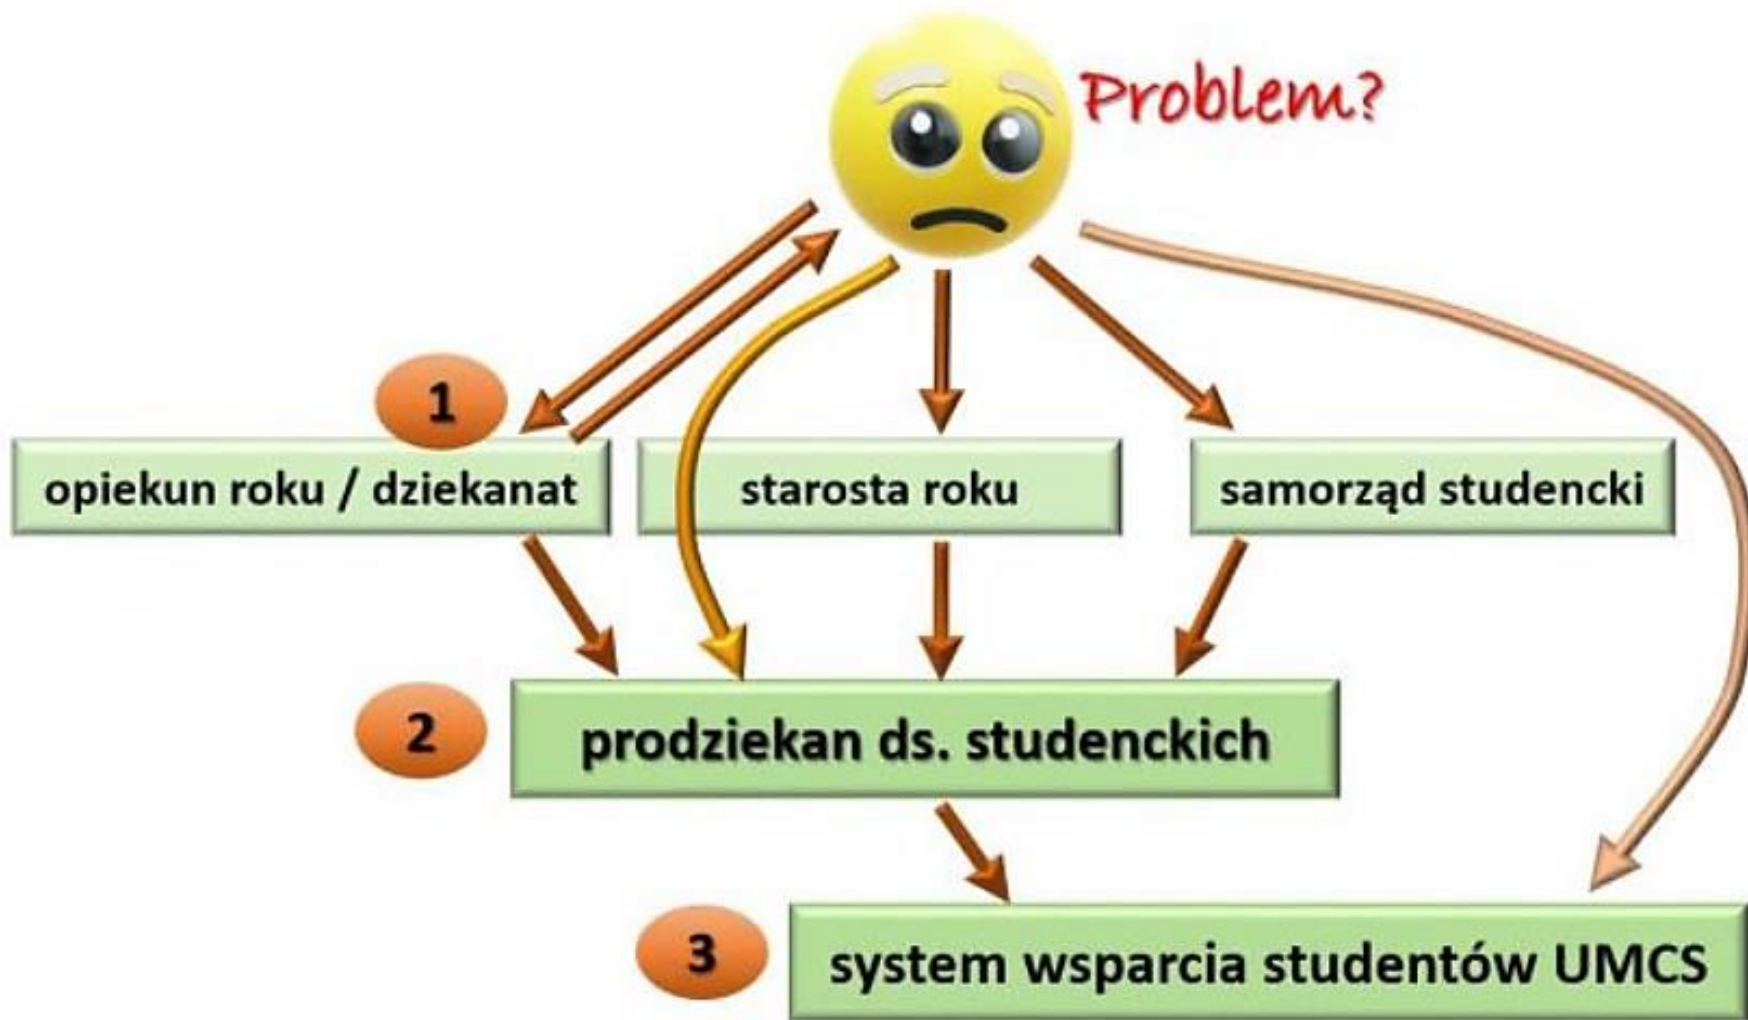 Problem?
1
opiekun roku / dziekanat
starosta roku
samorząd studencki
2
prodziekan ds. studenckich
3
system wsparcia studentów UMCS